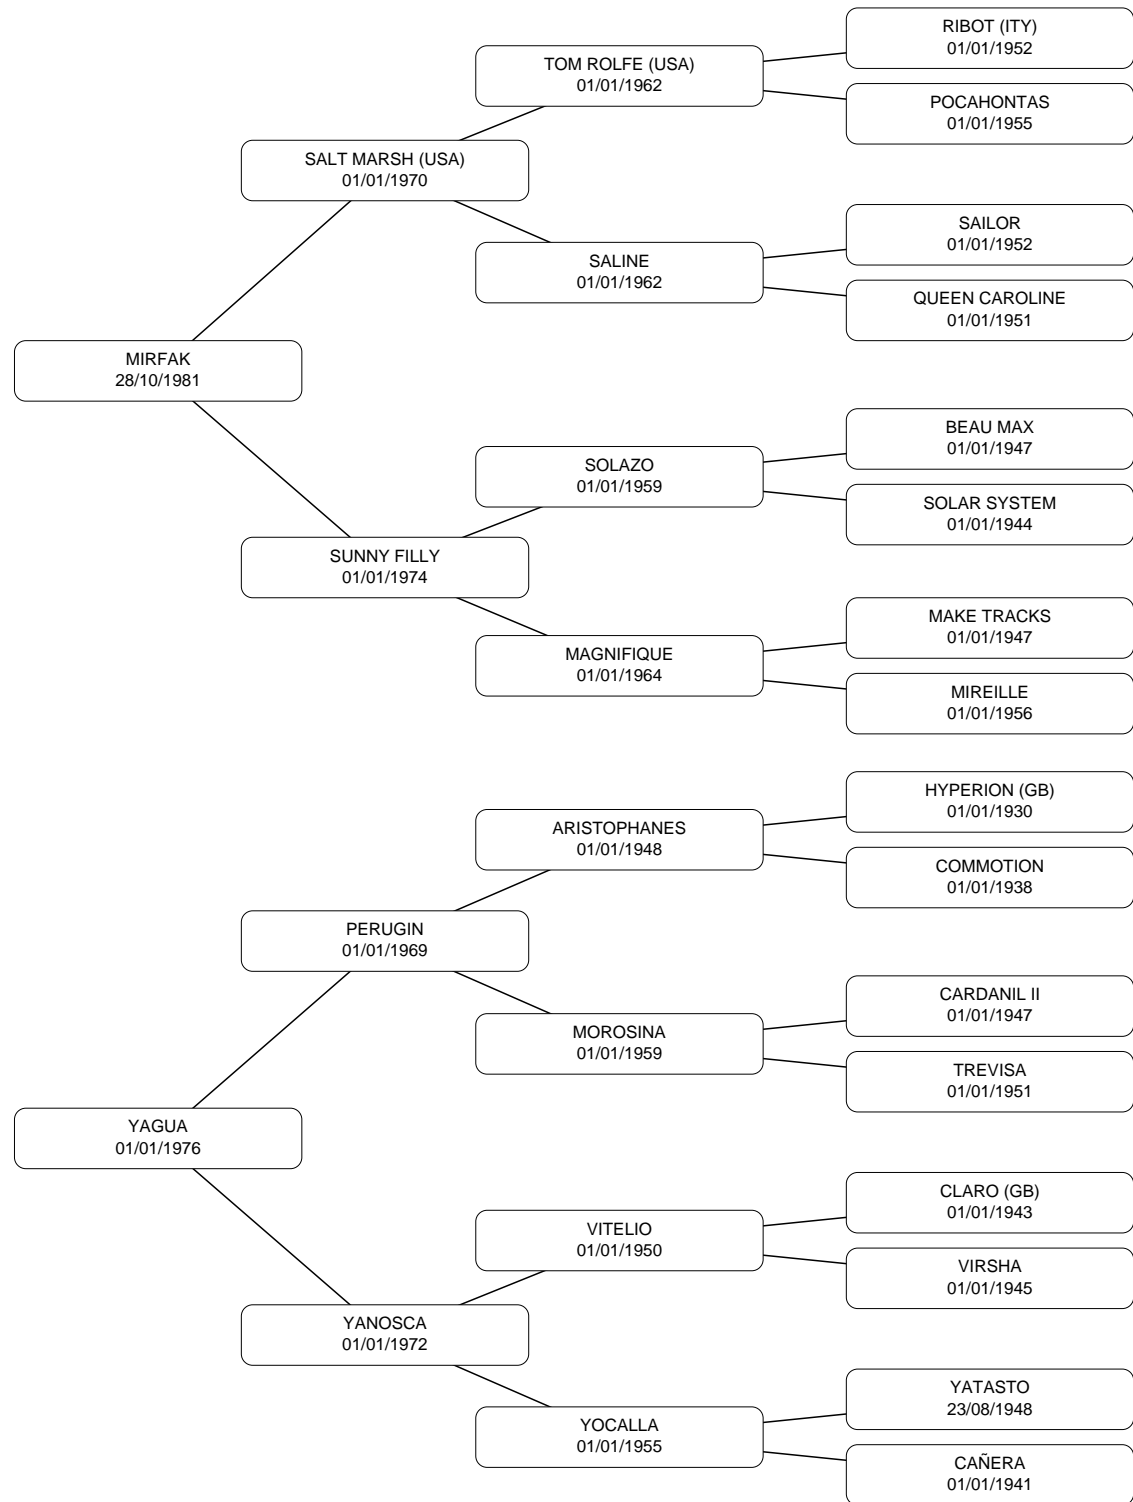 RIBOT (ITY)
01/01/1952
TOM ROLFE (USA)
01/01/1962
POCAHONTAS
01/01/1955
SALT MARSH (USA)
01/01/1970
SAILOR
01/01/1952
SALINE
01/01/1962
QUEEN CAROLINE
01/01/1951
MIRFAK
28/10/1981
BEAU MAX
01/01/1947
SOLAZO
01/01/1959
SOLAR SYSTEM
01/01/1944
SUNNY FILLY
01/01/1974
MAKE TRACKS
01/01/1947
MAGNIFIQUE
01/01/1964
MIREILLE
01/01/1956
HYPERION (GB)
01/01/1930
ARISTOPHANES
01/01/1948
COMMOTION
01/01/1938
PERUGIN
01/01/1969
CARDANIL II
01/01/1947
MOROSINA
01/01/1959
TREVISA
01/01/1951
YAGUA
01/01/1976
CLARO (GB)
01/01/1943
VITELIO
01/01/1950
VIRSHA
01/01/1945
YANOSCA
01/01/1972
YATASTO
23/08/1948
YOCALLA
01/01/1955
CAÑERA
01/01/1941